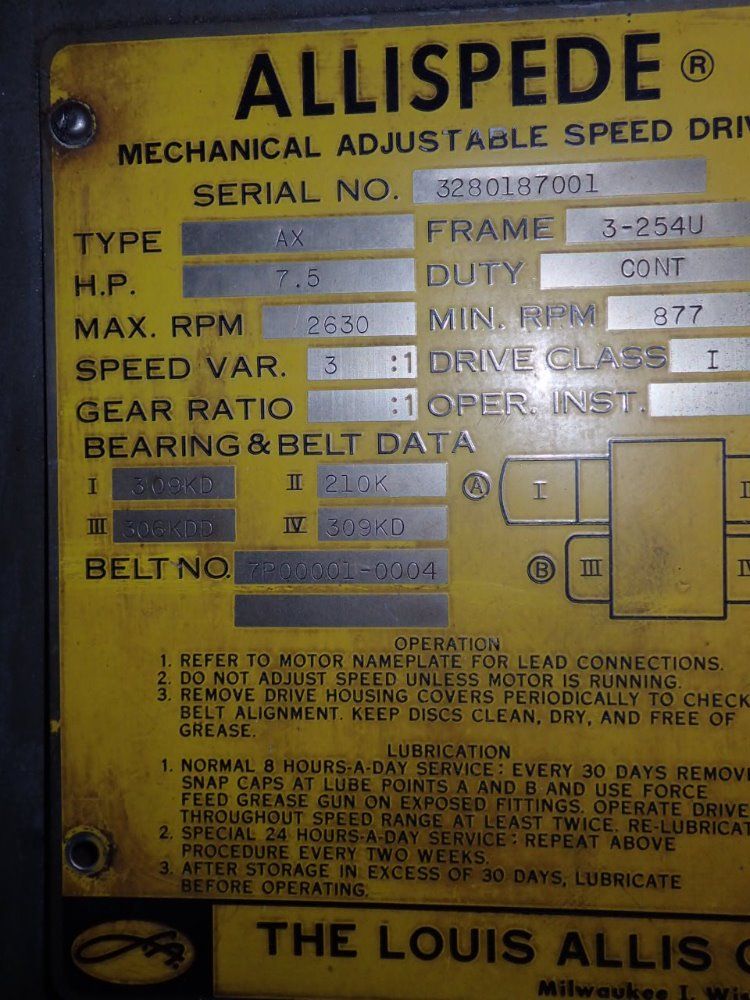 ALLISPEDE ®
MECHANICAL ADJUSTABLE SPEED DRI
SERIAL NO. 3280187001
TYPE AX FRAME 3-254U
H.P. 7.5 DUTY CONT
MAX. RPM 2630 MIN. RPM 877
SPEED VAR. 3 :1 DRIVE CLASS I
GEAR RATIO :1 OPER. INST.
BEARING & BELT DATA
I 309KD II 210K A I
III 306KDD IV 309KD
BELT NO. 7P00001-0004 B III
OPERATION
1. REFER TO MOTOR NAMEPLATE FOR LEAD CONNECTIONS.
2. DO NOT ADJUST SPEED UNLESS MOTOR IS RUNNING.
3. REMOVE DRIVE HOUSING COVERS PERIODICALLY TO CHECK
BELT ALIGNMENT. KEEP DISCS CLEAN, DRY, AND FREE OF
GREASE.
LUBRICATION
1. NORMAL 8 HOURS-A-DAY SERVICE: EVERY 30 DAYS REMOVE
SNAP CAPS AT LUBE POINTS A AND B AND USE FORCE
FEED GREASE GUN ON EXPOSED FITTINGS. OPERATE DRIVE
THROUGHOUT SPEED RANGE AT LEAST TWICE. RE-LUBRICAT
2. SPECIAL 24 HOURS-A-DAY SERVICE: REPEAT ABOVE
PROCEDURE EVERY TWO WEEKS.
3. AFTER STORAGE IN EXCESS OF 30 DAYS, LUBRICATE
BEFORE OPERATING.
THE LOUIS ALLIS
Milwaukee 1, Wis